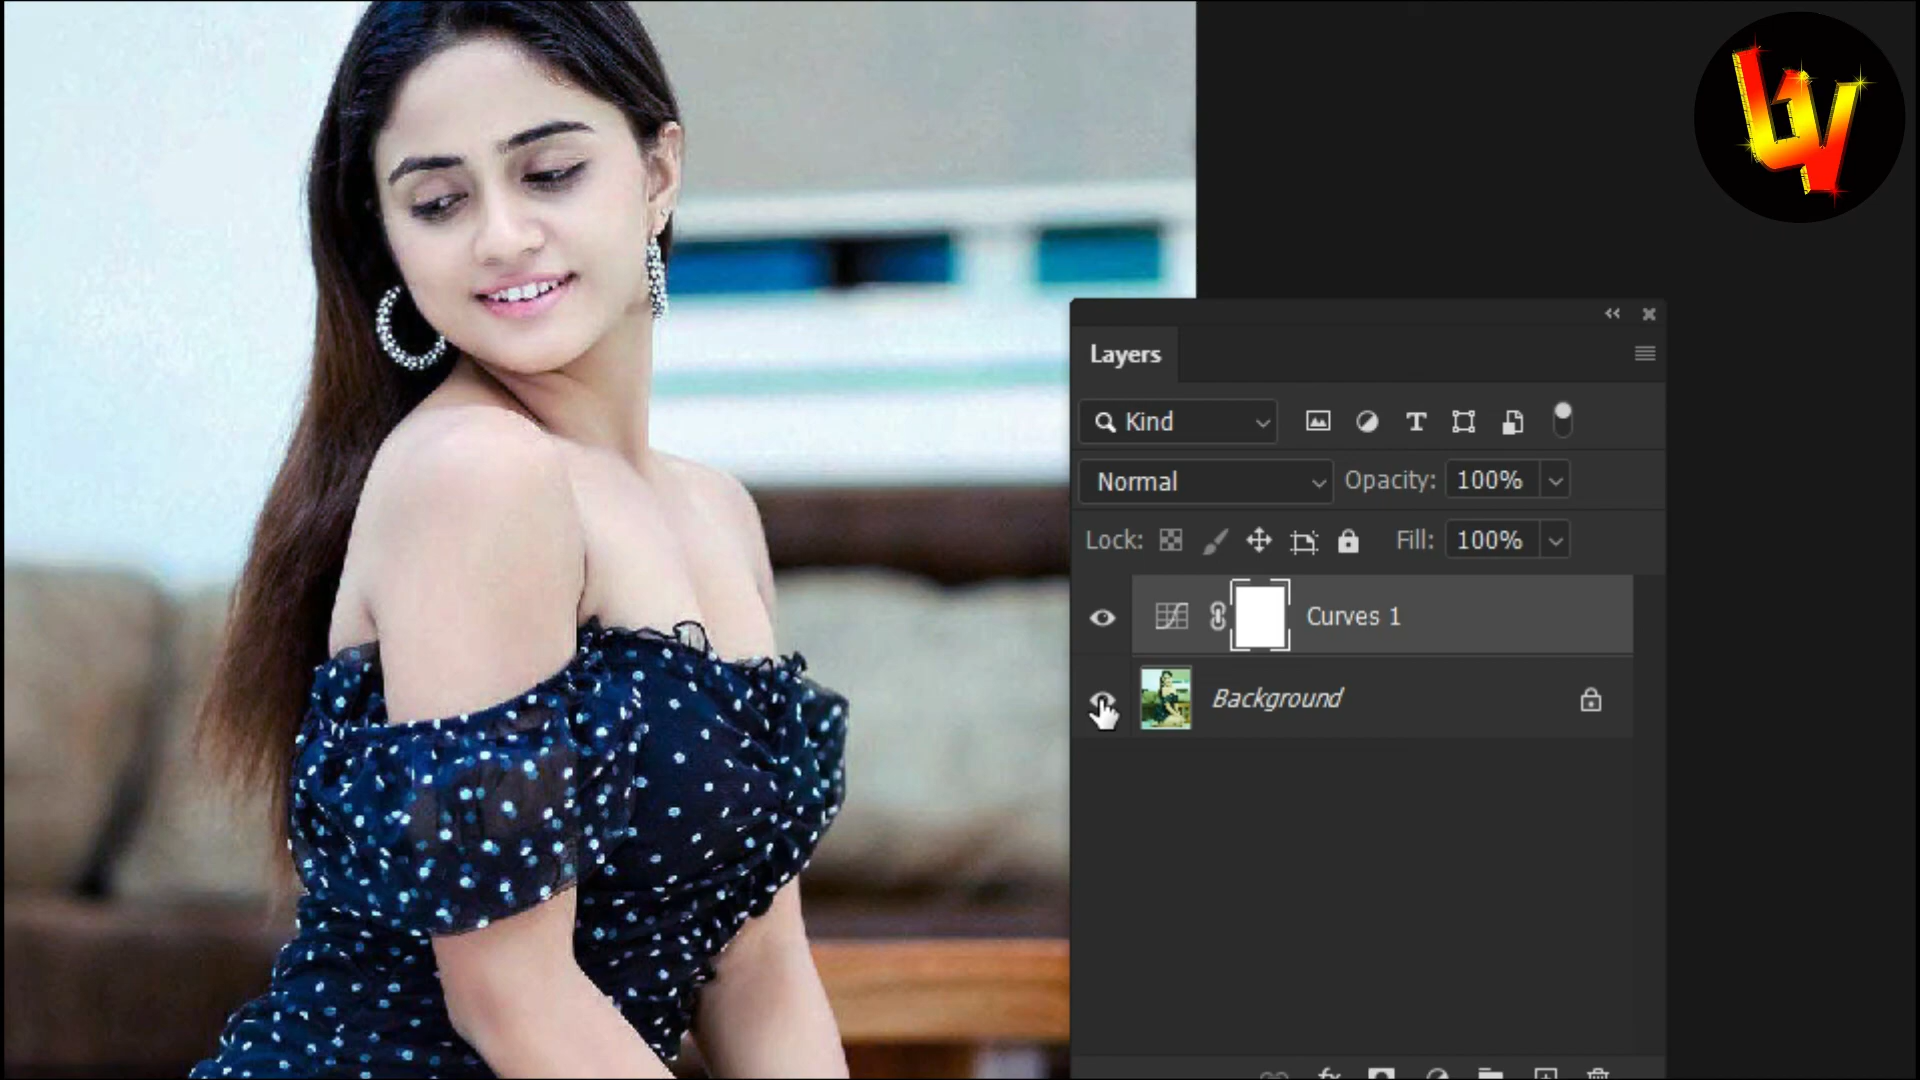 Layers
Kind
Normal
Opacity: 100%
Lock:
Fill: 100%
Curves 1
Background